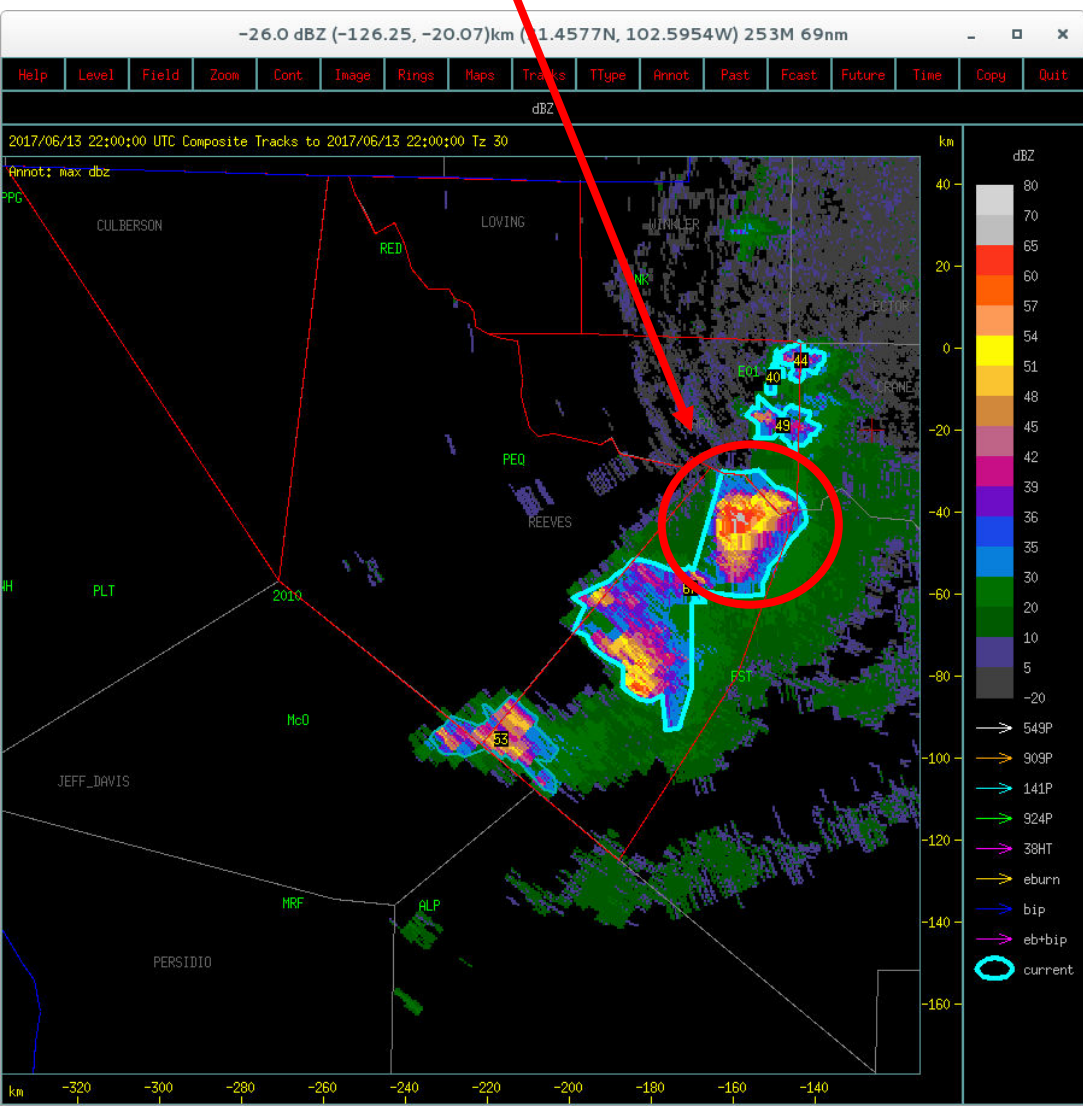 -26.0 dBZ (-126.25, -20.07)km ( 1.4577N, 102.5954W) 253M 69nm
Help Level Field Zoom Cont Image Rings Maps Tracks TType Annot Past Fcast Future Time Copy Quit
dBZ
2017/06/13 22:00:00 UTC Composite Tracks to 2017/06/13 22:00:00 Tz 30
km
dBZ
Annot: max dbz
PPG
CULBERSON
LOVING
WINKLER
RED
NK
ECTOR
44
EO1
40
CRANE
49
PEQ
REEVES
PLT
2010
FST
McO
53
JEFF_DAVIS
MRF
ALP
PERSIDIO
40
20
0
-20
-40
-60
-80
-100
-120
-140
-160
80
70
65
60
57
54
51
48
45
42
39
36
35
30
20
10
5
-20
549P
909P
141P
924P
38HT
eburn
bip
eb+bip
current
km -320 -300 -280 -260 -240 -220 -200 -180 -160 -140